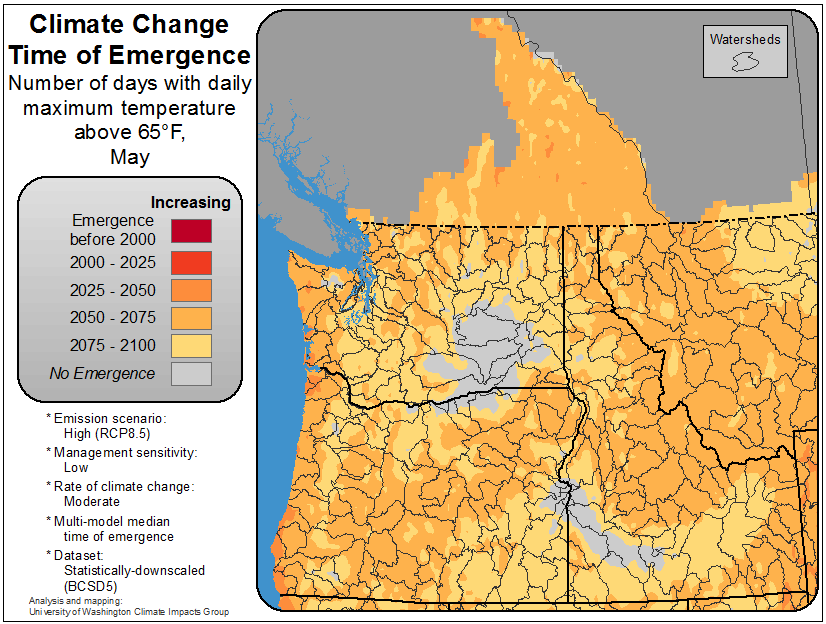 Climate Change
Time of Emergence
Number of days with daily
maximum temperature
above 65°F,
May
Increasing
Emergence
before 2000
2000 - 2025
2025 - 2050
2050 - 2075
2075 - 2100
No Emergence
* Emission scenario:
High (RCP8.5)
* Management sensitivity:
Low
* Rate of climate change:
Moderate
* Multi-model median
time of emergence
* Dataset:
Statistically-downscaled
(BCSD5)
Analysis and mapping:
University of Washington Climate Impacts Group
Watersheds